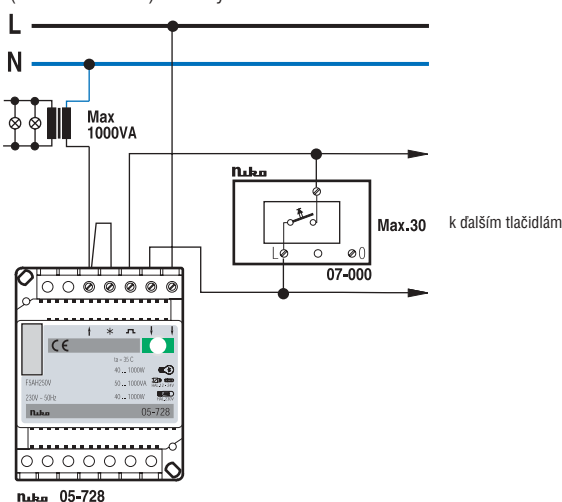 L
N
Max
1000VA
Niko
Max.30
k ďalším tlačidlám
L
O
07-000
CE
ta = 35 C
40 .. 1000W
F5AH250V
50 .. 1000VA
230V ~ 50Hz
40 .. 1000W
Niko
05-728
Niko 05-728